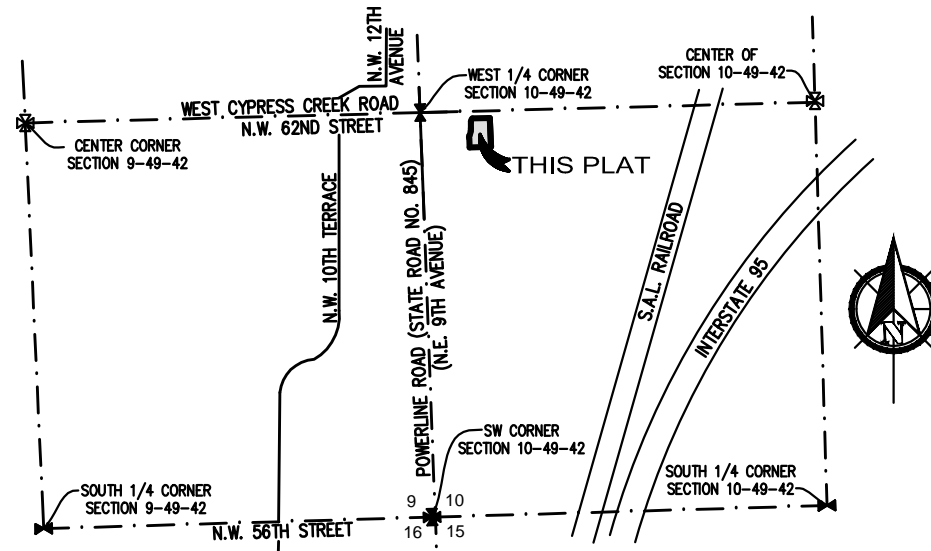 N.W. 12TH
AVENUE
CENTER OF
SECTION 10-49-42
WEST 1/4 CORNER
SECTION 10-49-42
WEST CYPRESS CREEK ROAD
N.W. 62ND STREET
CENTER CORNER
SECTION 9-49-42
THIS PLAT
N.W. 10TH TERRACE
POWERLINE ROAD (STATE ROAD NO. 845)
(N.E. 9TH AVENUE)
S.A.L. RAILROAD
INTERSTATE 95
N
SW CORNER
SECTION 10-49-42
SOUTH 1/4 CORNER
SECTION 9-49-42
SOUTH 1/4 CORNER
SECTION 10-49-42
9 10
16 15
N.W. 56TH STREET